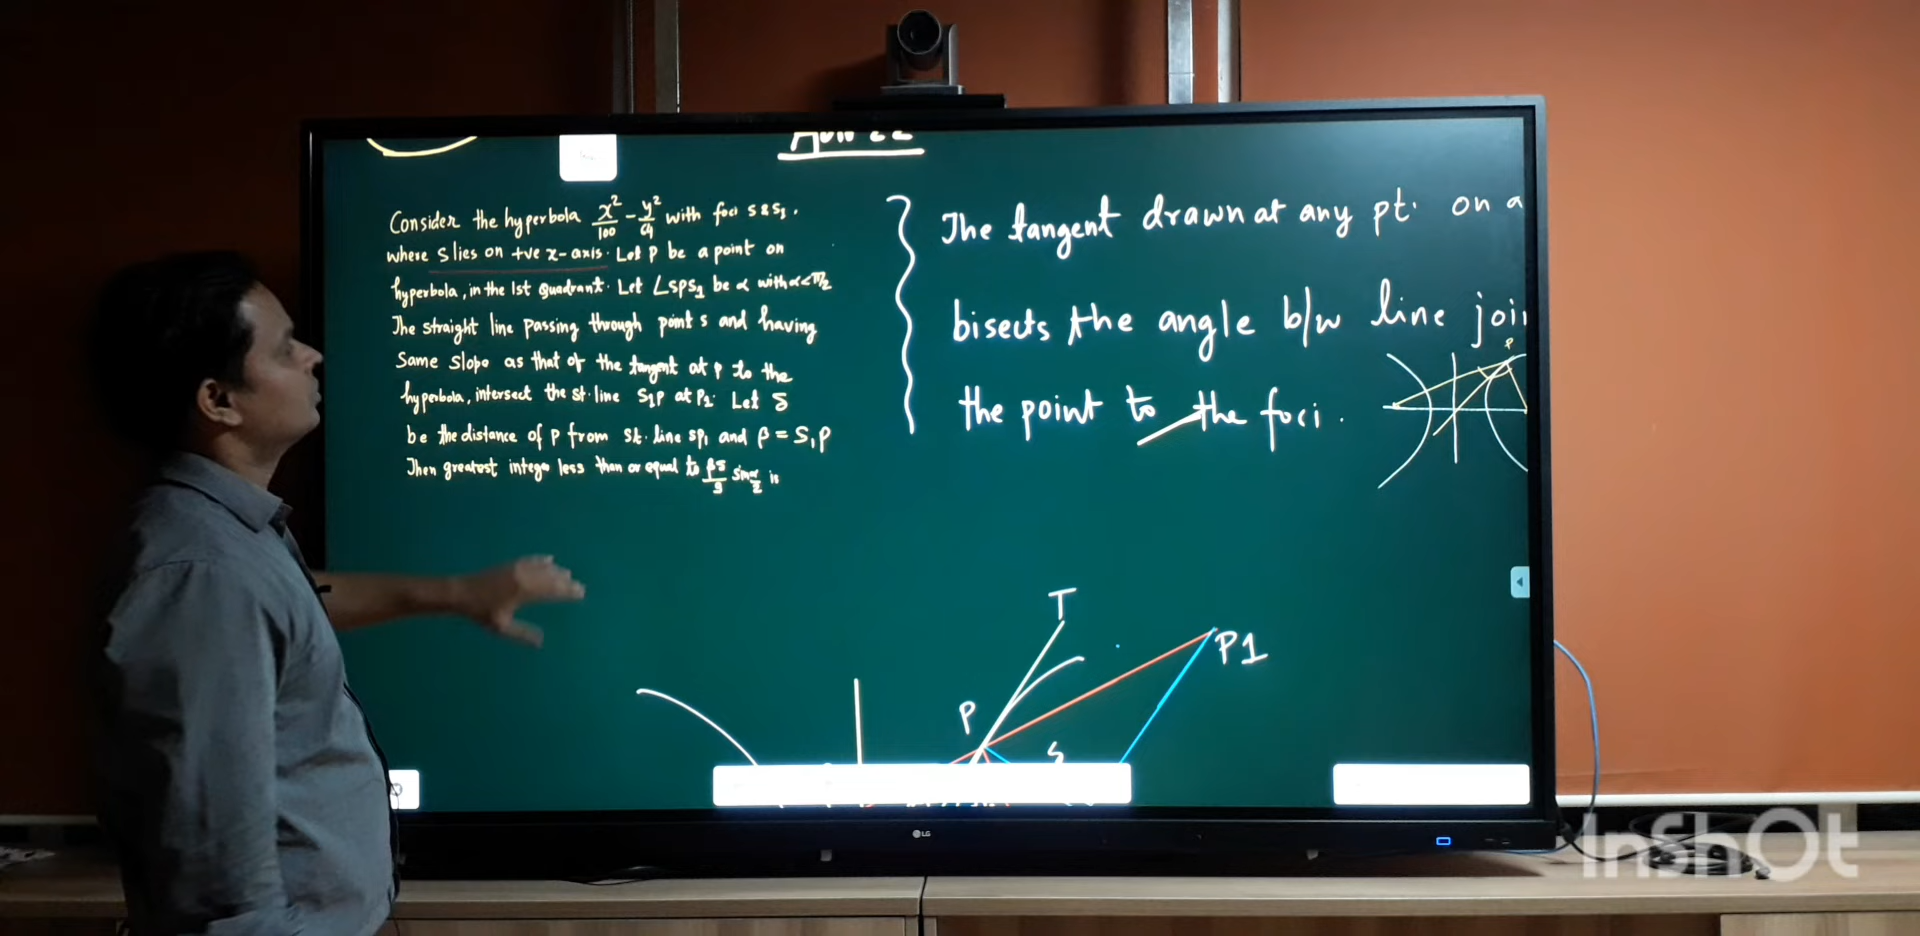 Adv 22
Consider the hyperbola x²/100 - y²/64 with foci S & S₁.
where S lies on +ve x-axis. Let P be a point on
hyperbola, in the 1st Quadrant. Let ∠SPS₁ be α with α<π/2
The straight line passing through point S and having
Same slope as that of the tangent at P to the
hyperbola, intersect the st. line S₁P at P₁. Let δ
be the distance of P from st. line SP₁ and β = S₁P
Then greatest integer less than or equal to βδ/9 sin α/2 is
The tangent drawn at any pt. on a
bisects the angle b/w line join
the point to the foci.
P
T
P1
P
S
LG
InShOt